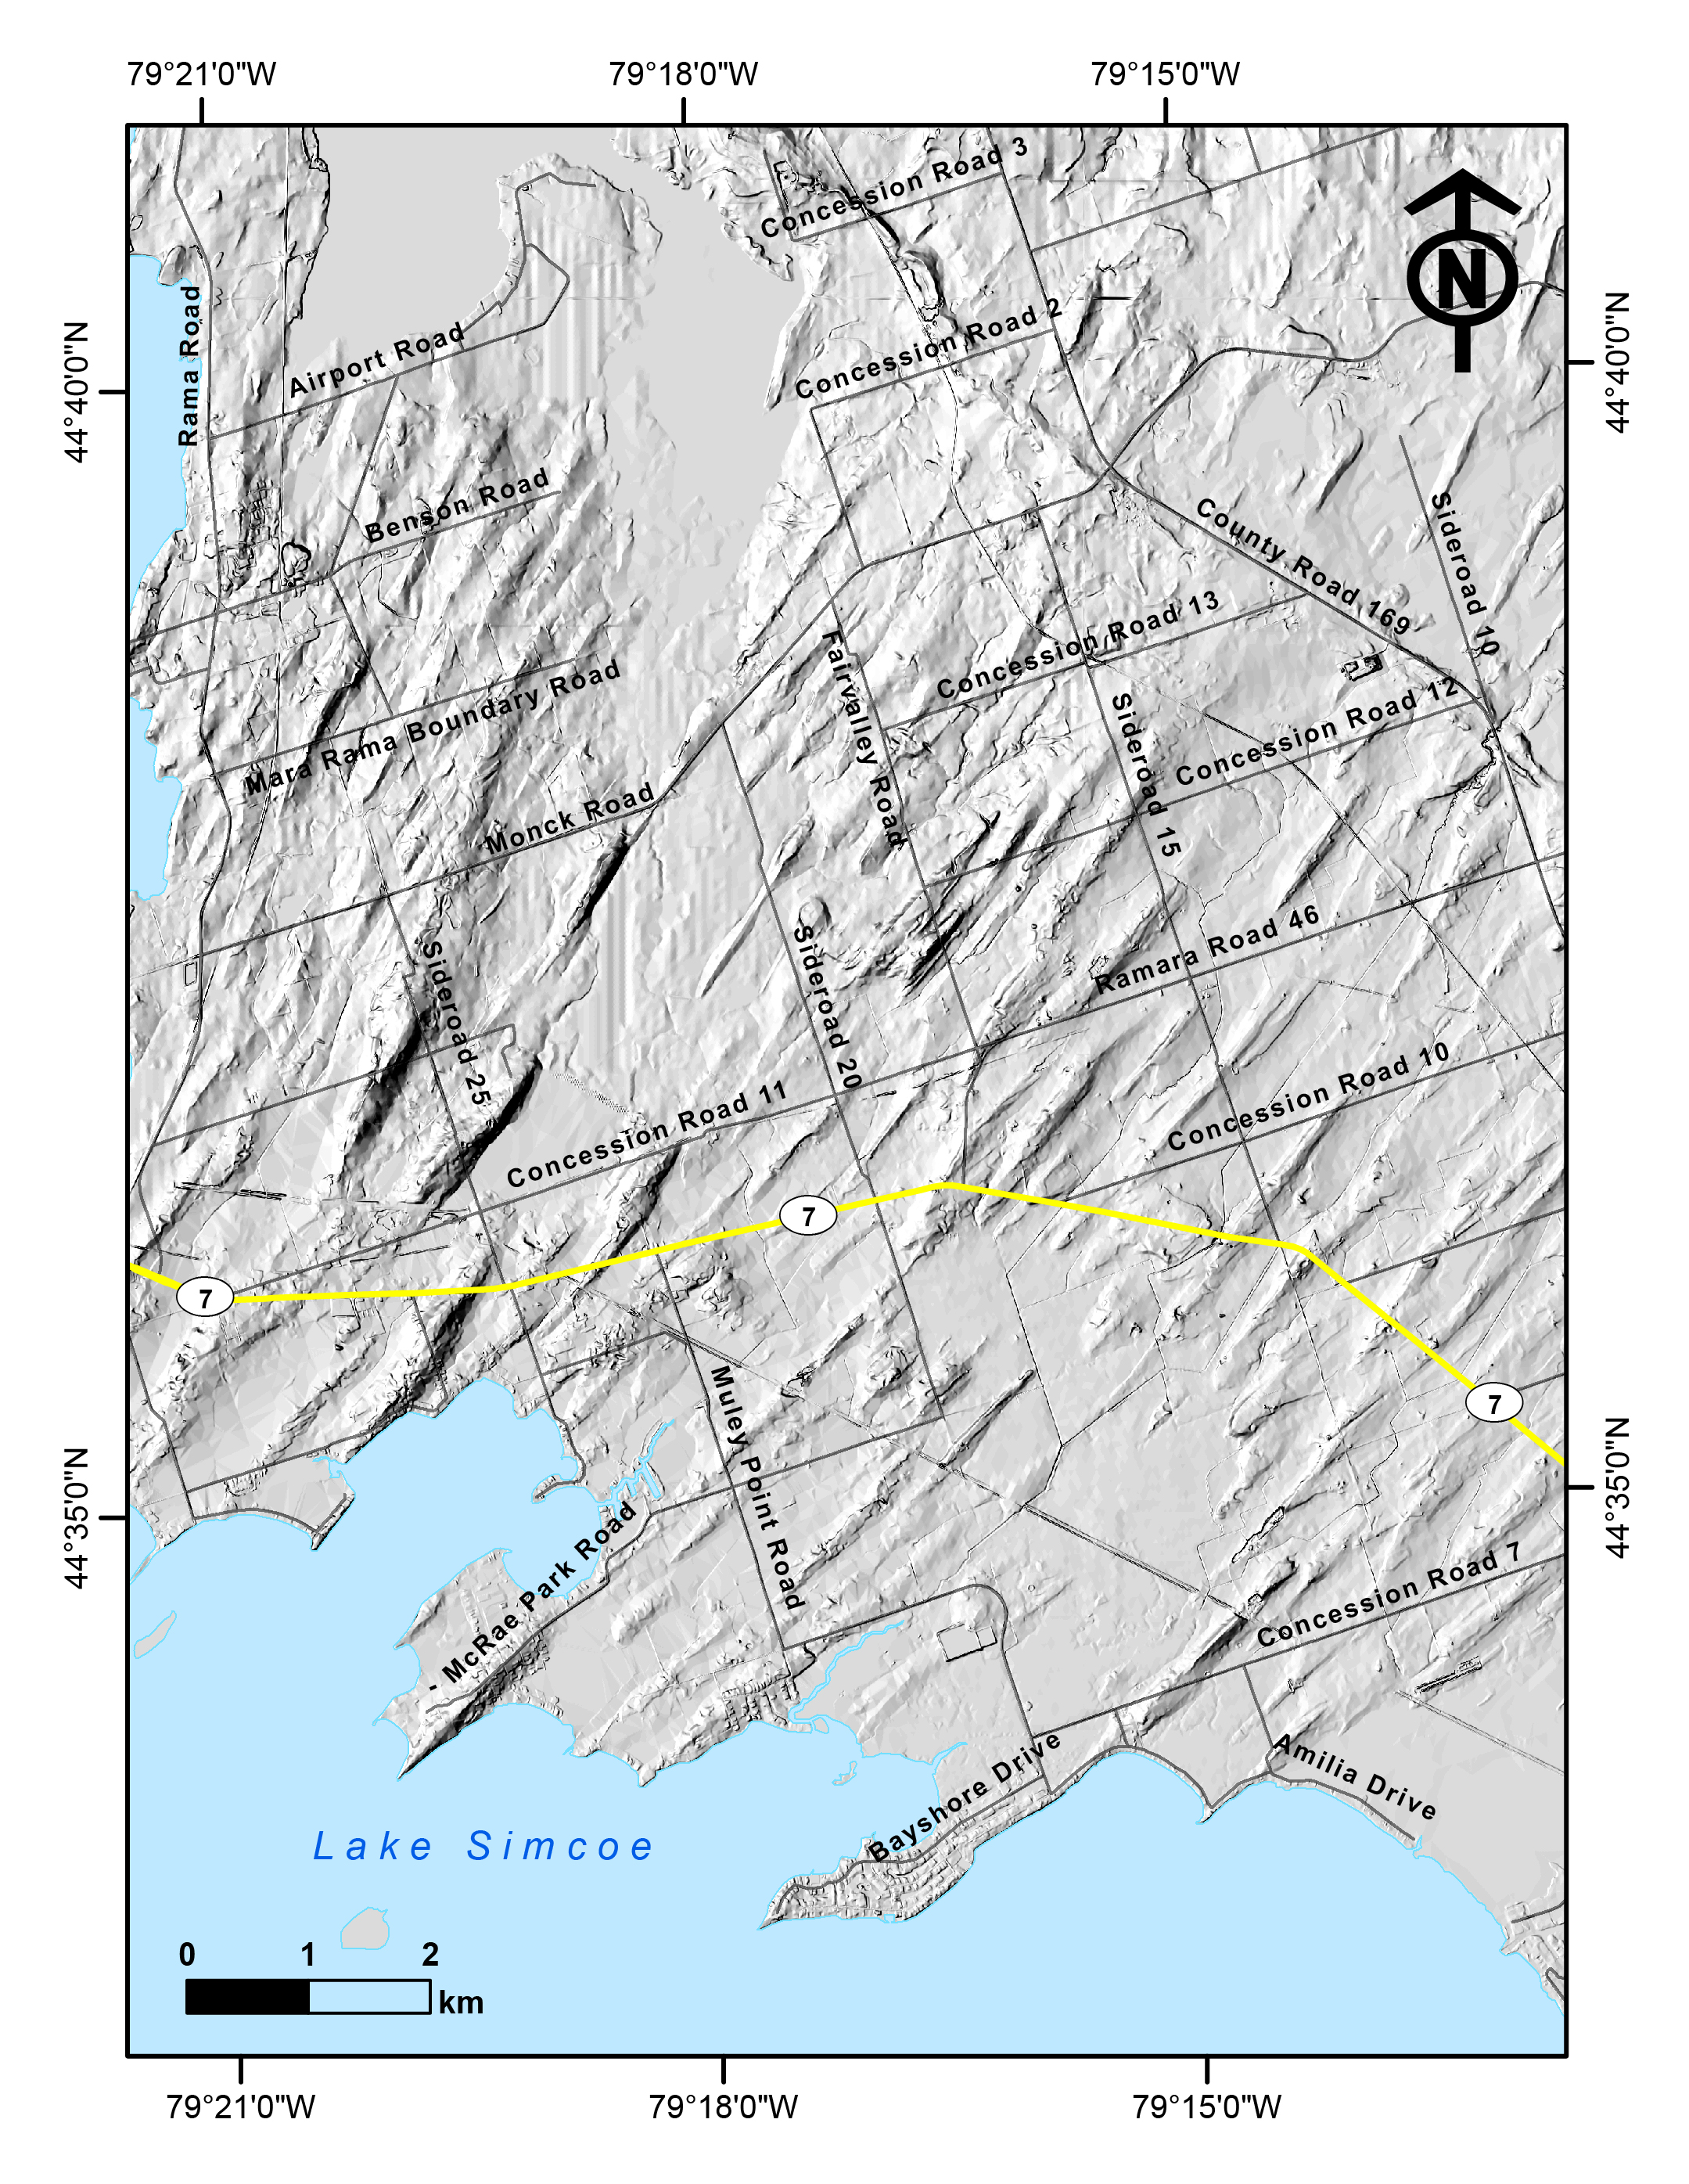 79°21'0"W
79°18'0"W
79°15'0"W
Concession Road 3
N
Rama Road
Airport Road
Concession Road 2
44°40'0"N
44°40'0"N
Benson Road
County Road 169
Sideroad 10
Concession Road 13
Fairvalley Road
Mara Rama Boundary Road
Sideroad 15
Concession Road 12
Monck Road
Ramara Road 46
Sideroad 25
Sideroad 20
Concession Road 10
Concession Road 11
7
7
7
Muley Point Road
44°35'0"N
44°35'0"N
- McRae Park Road
Concession Road 7
Bayshore Drive
Amilia Drive
Lake Simcoe
0 1 2
km
79°21'0"W
79°18'0"W
79°15'0"W